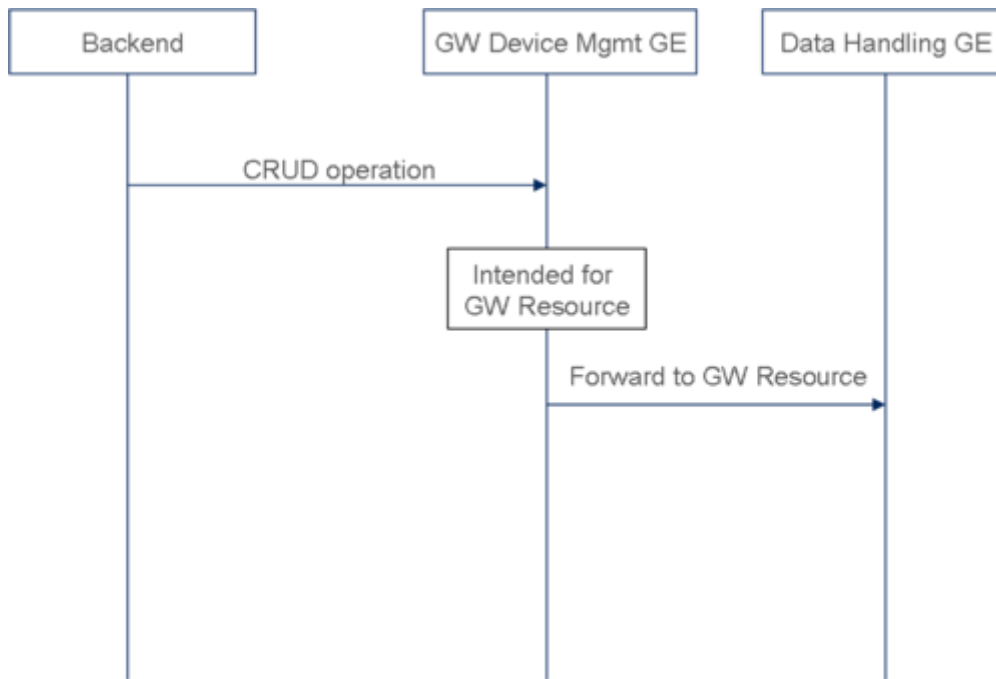 Backend
GW Device Mgmt GE
Data Handling GE
CRUD operation
Intended for
GW Resource
Forward to GW Resource